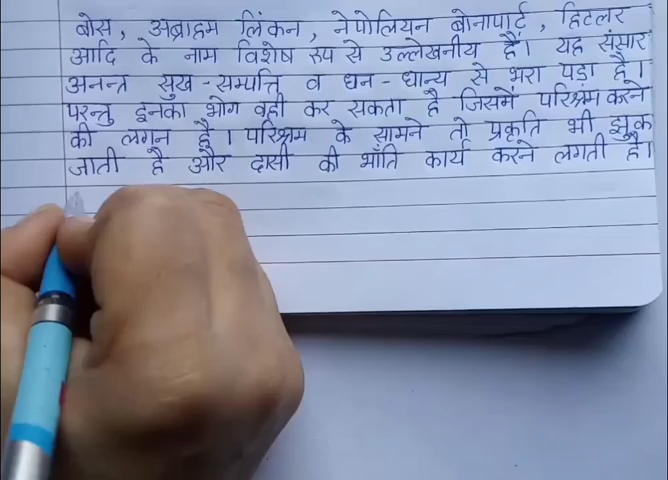 बोस, अब्राहम लिंकन, नेपोलियन बोनापार्ट, हिटलर
आदि के नाम विशेष रूप से उल्लेखनीय हैं। यह संसार
अनन्त सुख-सम्पत्ति व धन-धान्य से भरा पड़ा है।
परन्तु इनका भोग वही कर सकता है जिसमें परिश्रम करने
की लगन है। परिश्रम के सामने तो प्रकृति भी झुक
जाती है और दासी की भाँति कार्य करने लगती है।